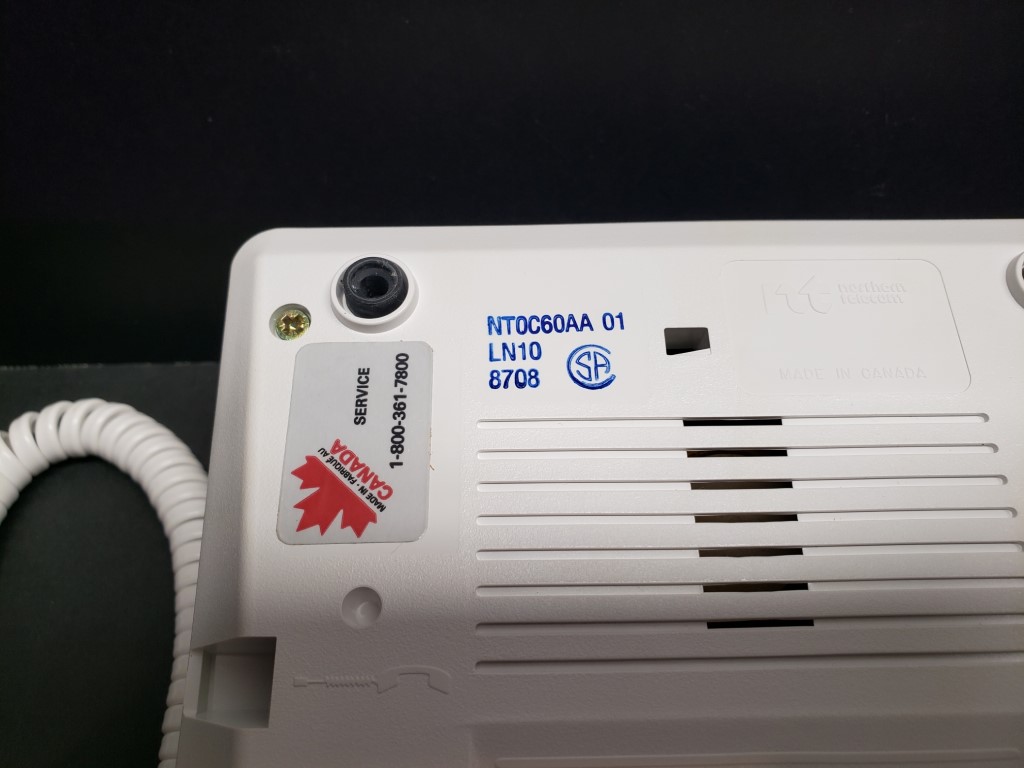 NT0C60AA 01
LN10
8708
SA
northern
telecom
MADE IN CANADA
SERVICE
1-800-361-7800
MADE IN - FABRIQUÉ AU
CANADA